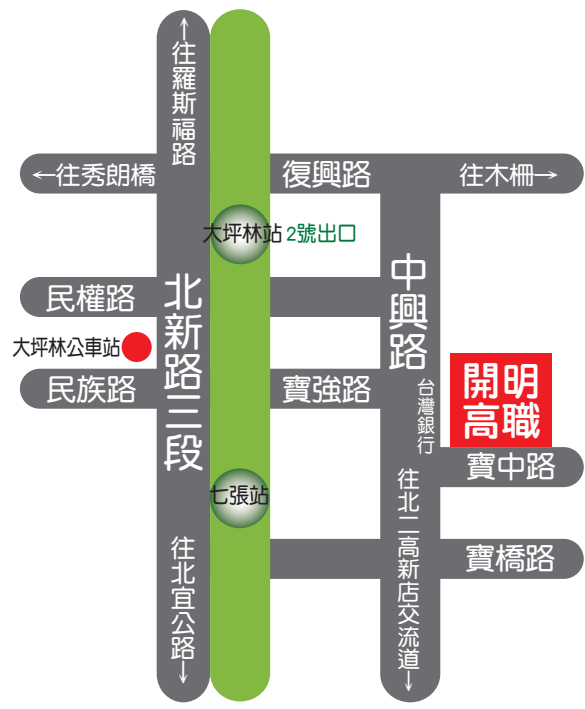 ↑往羅斯福路
←往秀朗橋
復興路
往木柵→
大坪林站 2號出口
中興路
民權路
北新路三段
大坪林公車站
民族路
寶強路
台灣銀行
開明
高職
寶中路
七張站
往北二高新店交流道↓
往北宜公路↓
寶橋路